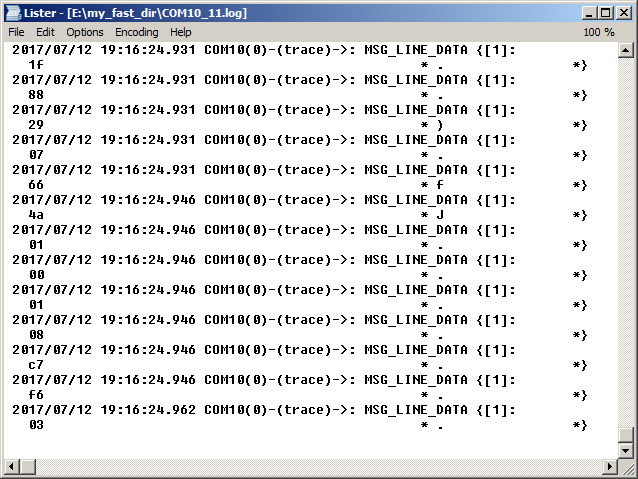 Lister - [E:\my_fast_dir\COM10_11.log]
File Edit Options Encoding Help 100 %
2017/07/12 19:16:24.931 COM10(0)-(trace)->: MSG_LINE_DATA {[1]:
1f * . *}
2017/07/12 19:16:24.931 COM10(0)-(trace)->: MSG_LINE_DATA {[1]:
88 * . *}
2017/07/12 19:16:24.931 COM10(0)-(trace)->: MSG_LINE_DATA {[1]:
29 * ) *}
2017/07/12 19:16:24.931 COM10(0)-(trace)->: MSG_LINE_DATA {[1]:
07 * . *}
2017/07/12 19:16:24.931 COM10(0)-(trace)->: MSG_LINE_DATA {[1]:
66 * f *}
2017/07/12 19:16:24.946 COM10(0)-(trace)->: MSG_LINE_DATA {[1]:
4a * J *}
2017/07/12 19:16:24.946 COM10(0)-(trace)->: MSG_LINE_DATA {[1]:
01 * . *}
2017/07/12 19:16:24.946 COM10(0)-(trace)->: MSG_LINE_DATA {[1]:
00 * . *}
2017/07/12 19:16:24.946 COM10(0)-(trace)->: MSG_LINE_DATA {[1]:
01 * . *}
2017/07/12 19:16:24.946 COM10(0)-(trace)->: MSG_LINE_DATA {[1]:
08 * . *}
2017/07/12 19:16:24.946 COM10(0)-(trace)->: MSG_LINE_DATA {[1]:
c7 * . *}
2017/07/12 19:16:24.946 COM10(0)-(trace)->: MSG_LINE_DATA {[1]:
f6 * . *}
2017/07/12 19:16:24.962 COM10(0)-(trace)->: MSG_LINE_DATA {[1]:
03 * . *}